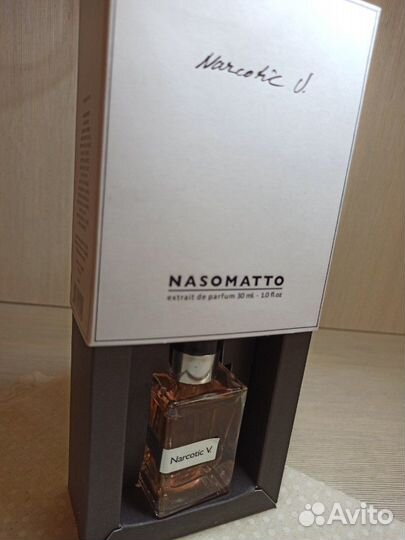 Narcotic V.
NASOMATTO
extrait de parfum 30 ml - 1.0 fl oz
Narcotic V.
Avito